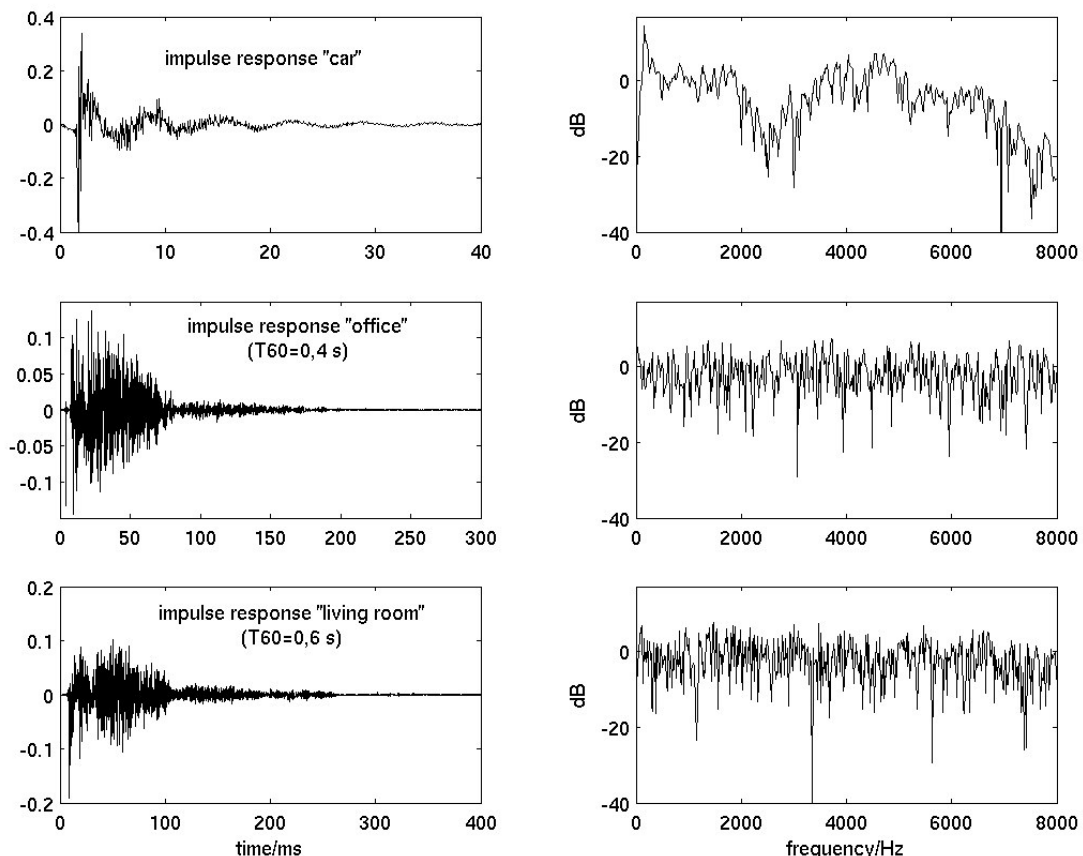 0.4
0.2
0
-0.2
-0.4
impulse response "car"
0 10 20 30 40
dB
0
-20
-40
0 2000 4000 6000 8000
0.1
0.05
0
-0.05
-0.1
impulse response "office"
(T60=0,4 s)
0 50 100 150 200 250 300
dB
0
-20
-40
0 2000 4000 6000 8000
0.2
0.1
0
-0.1
-0.2
impulse response "living room"
(T60=0,6 s)
0 100 200 300 400
time/ms
dB
0
-20
-40
0 2000 4000 6000 8000
frequency/Hz